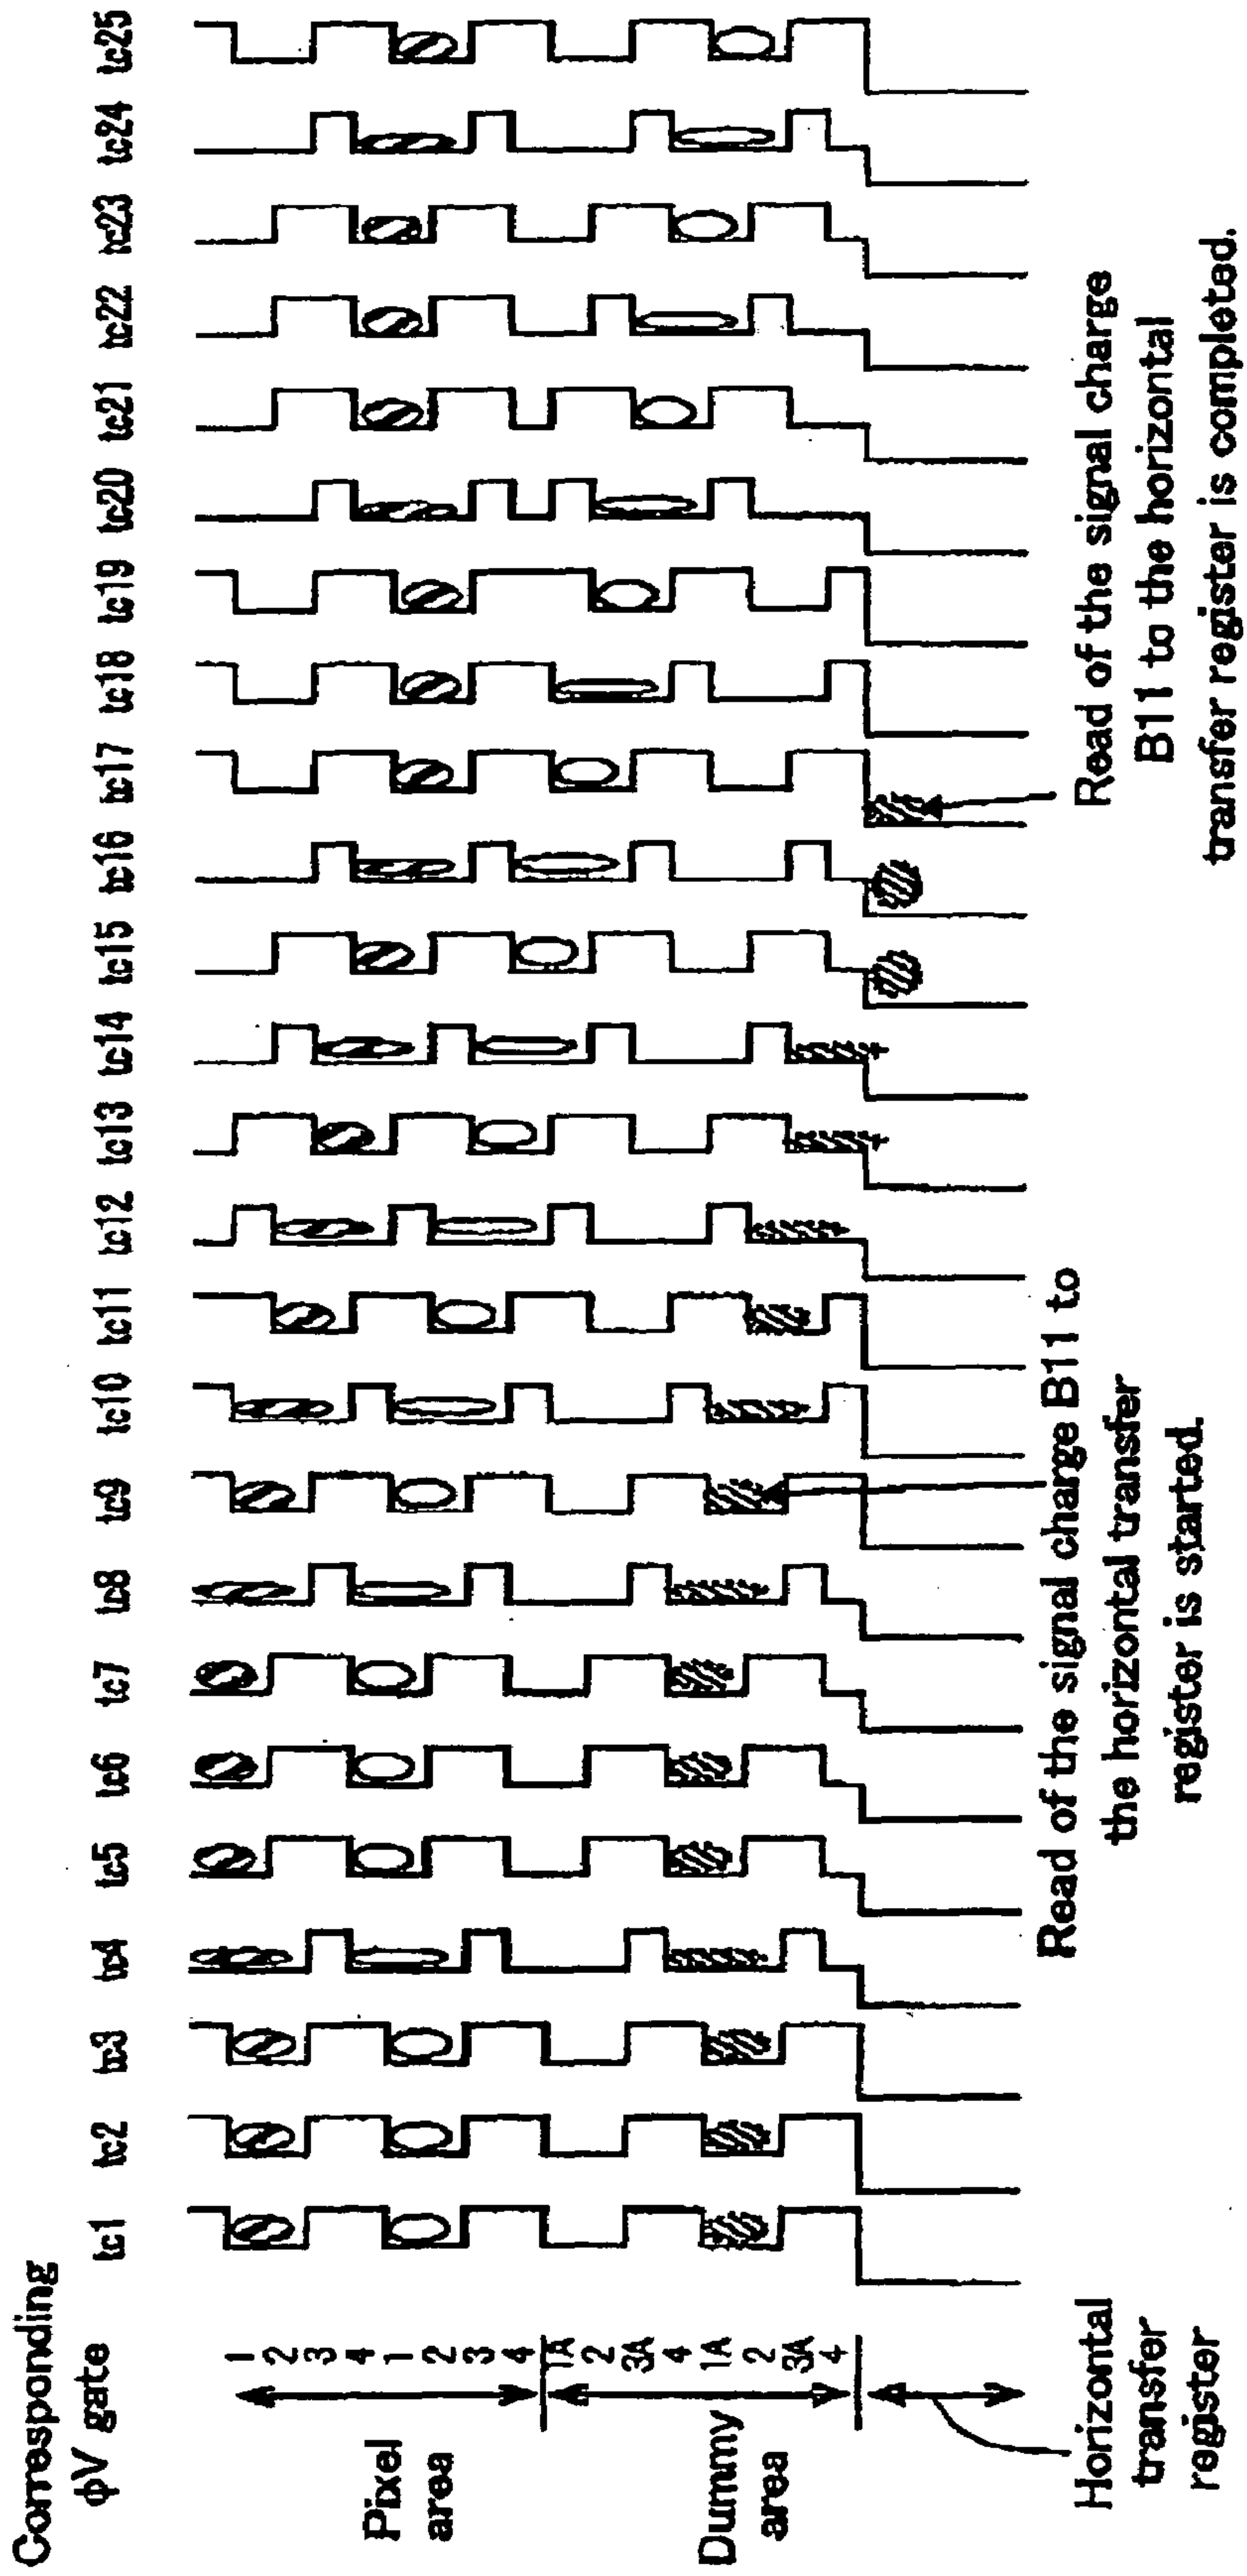 Corresponding
φV gate
tc1 tc2 tc3 tc4 tc5 tc6 tc7 tc8 tc9 tc10 tc11 tc12 tc13 tc14 tc15 tc16 tc17 tc18 tc19 tc20 tc21 tc22 tc23 tc24 tc25
Pixel
area
1
2
3
4
1
2
3
4
Dummy
area
1A
2
3A
4
1A
2
3A
4
Horizontal
transfer
register
Read of the signal charge B11 to
the horizontal transfer
register is started.
Read of the signal charge
B11 to the horizontal
transfer register is completed.